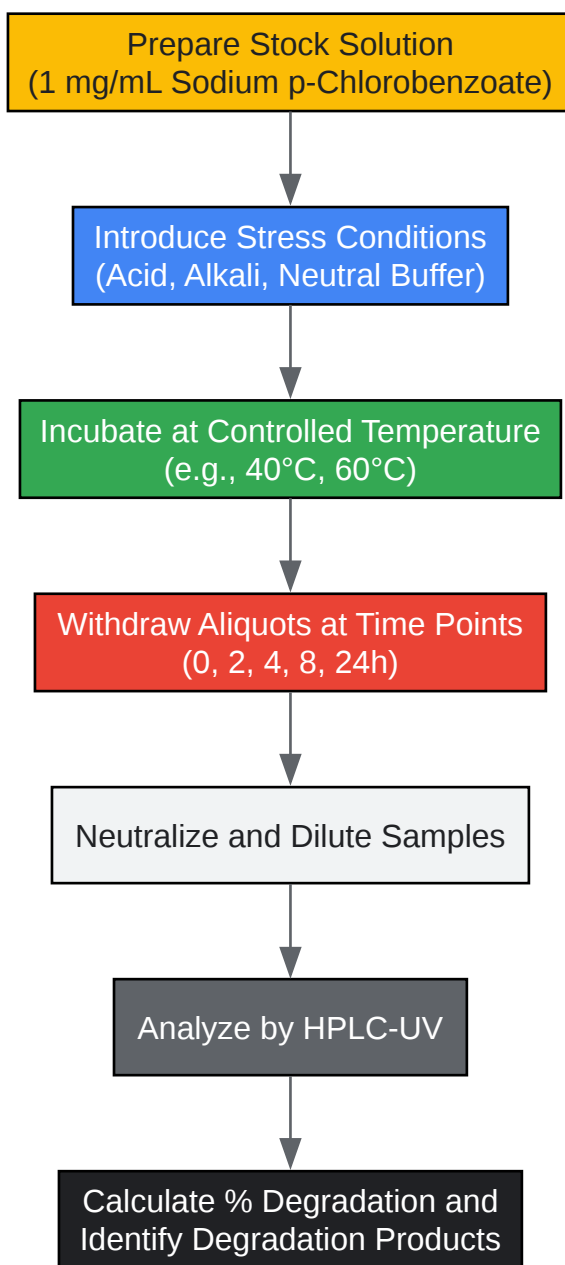 Prepare Stock Solution
(1 mg/mL Sodium p-Chlorobenzoate)
Introduce Stress Conditions
(Acid, Alkali, Neutral Buffer)
Incubate at Controlled Temperature
(e.g., 40°C, 60°C)
Withdraw Aliquots at Time Points
(0, 2, 4, 8, 24h)
Neutralize and Dilute Samples
Analyze by HPLC-UV
Calculate % Degradation and
Identify Degradation Products